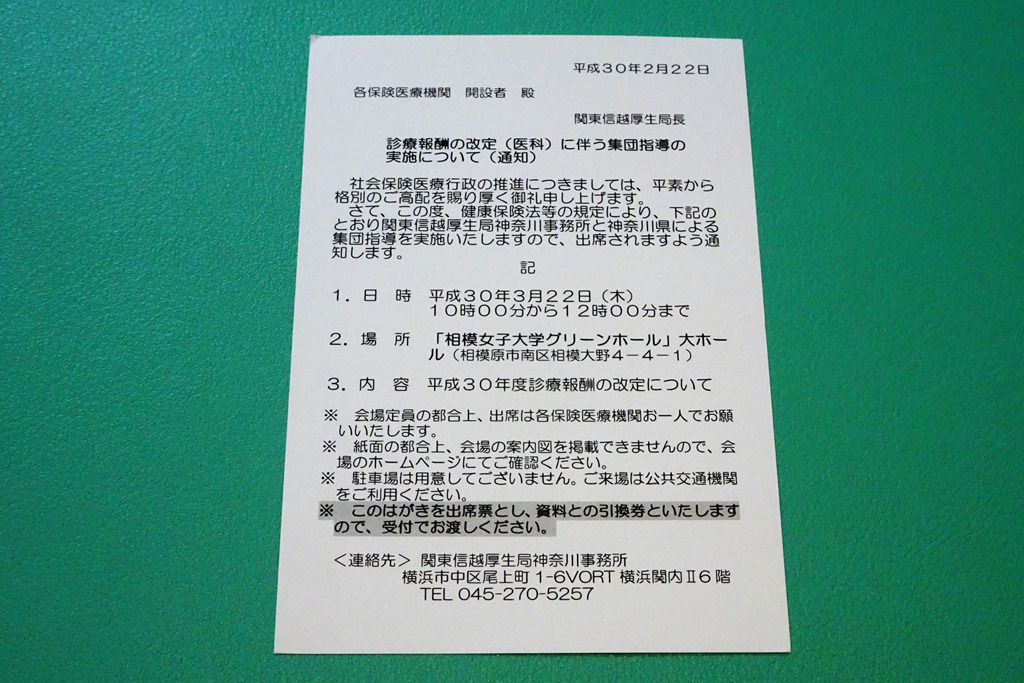 平成３０年２月２２日
各保険医療機関　開設者　殿
関東信越厚生局長
診療報酬の改定（医科）に伴う集団指導の
実施について（通知）
社会保険医療行政の推進につきましては、平素から
格別のご高配を賜り厚く御礼申し上げます。
さて、この度、健康保険法等の規定により、下記の
とおり関東信越厚生局神奈川事務所と神奈川県による
集団指導を実施いたしますので、出席されますよう通
知します。
記
１．日　時　平成３０年３月２２日（木）
１０時００分から１２時００分まで
２．場　所　「相模女子大学グリーンホール」大ホー
ル（相模原市南区相模大野４－４－１）
３．内　容　平成３０年度診療報酬の改定について
※　会場定員の都合上、出席は各保険医療機関お一人でお願
いいたします。
※　紙面の都合上、会場の案内図を掲載できませんので、会
場のホームページにてご確認ください。
※　駐車場は用意してございません。ご来場は公共交通機関
をご利用ください。
※　このはがきを出席票とし、資料との引換券といたします
ので、受付でお渡しください。
＜連絡先＞ 関東信越厚生局神奈川事務所
横浜市中区尾上町 1-6VORT 横浜関内Ⅱ６階
TEL 045-270-5257